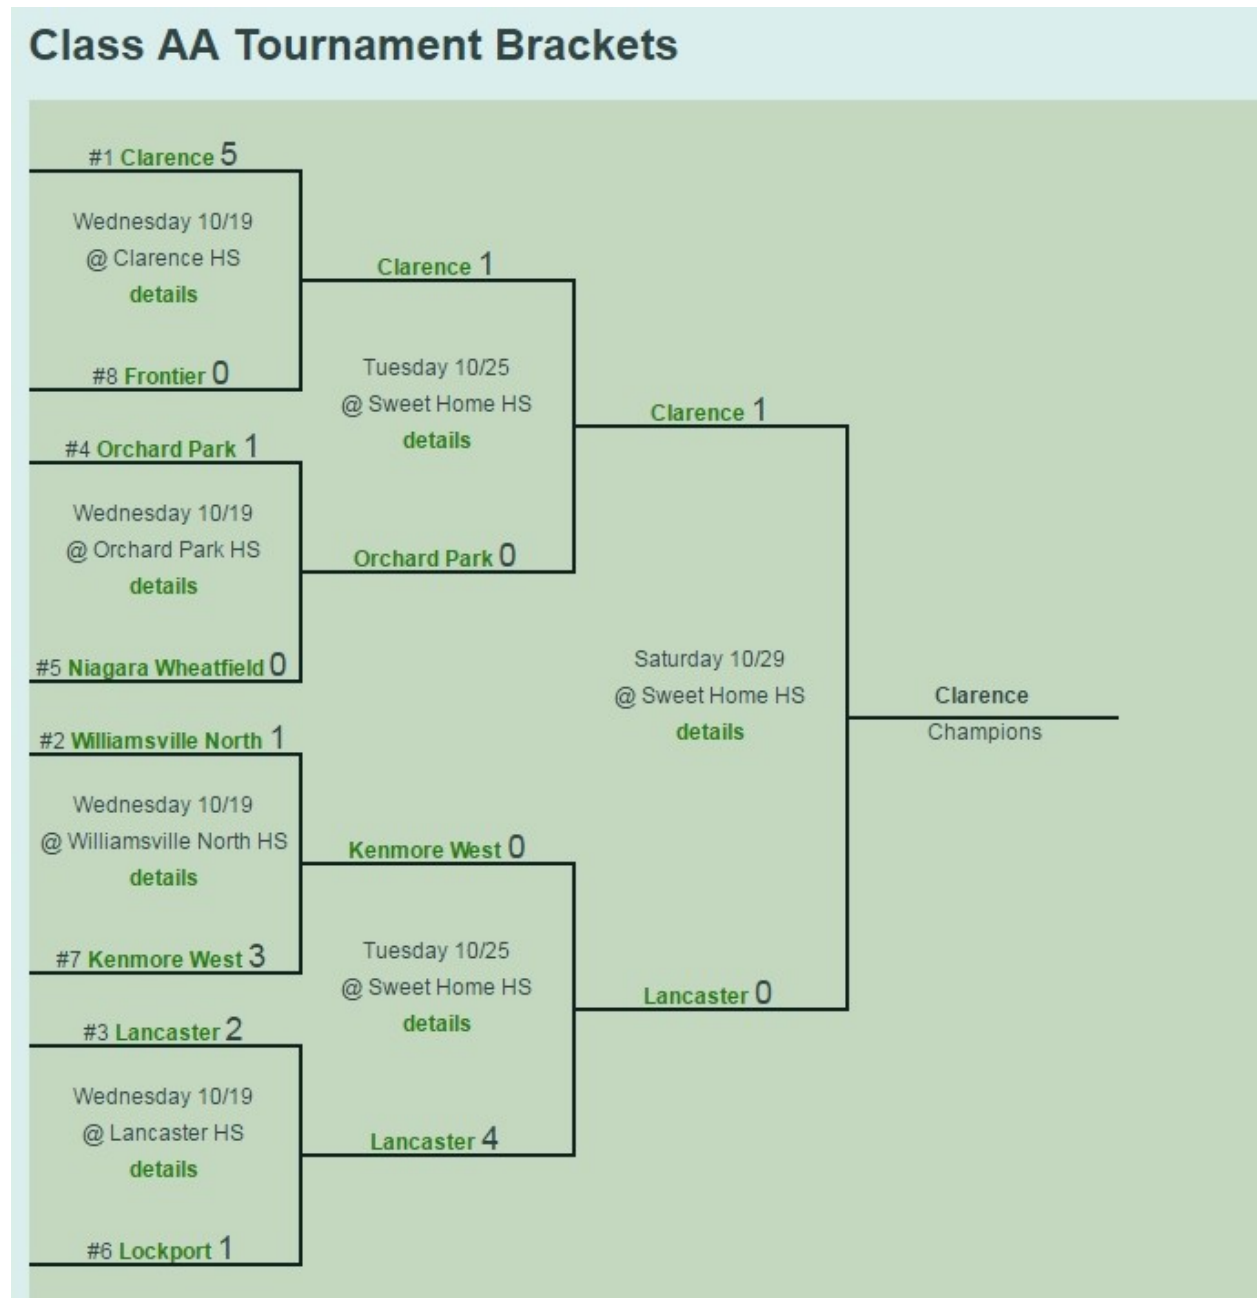 Class AA Tournament Brackets
#1 Clarence 5
Wednesday 10/19
@ Clarence HS
details
#8 Frontier 0
#4 Orchard Park 1
Wednesday 10/19
@ Orchard Park HS
details
#5 Niagara Wheatfield 0
#2 Williamsville North 1
Wednesday 10/19
@ Williamsville North HS
details
#7 Kenmore West 3
#3 Lancaster 2
Wednesday 10/19
@ Lancaster HS
details
#6 Lockport 1
Clarence 1
Tuesday 10/25
@ Sweet Home HS
details
Orchard Park 0
Kenmore West 0
Tuesday 10/25
@ Sweet Home HS
details
Lancaster 4
Clarence 1
Saturday 10/29
@ Sweet Home HS
details
Lancaster 0
Clarence
Champions